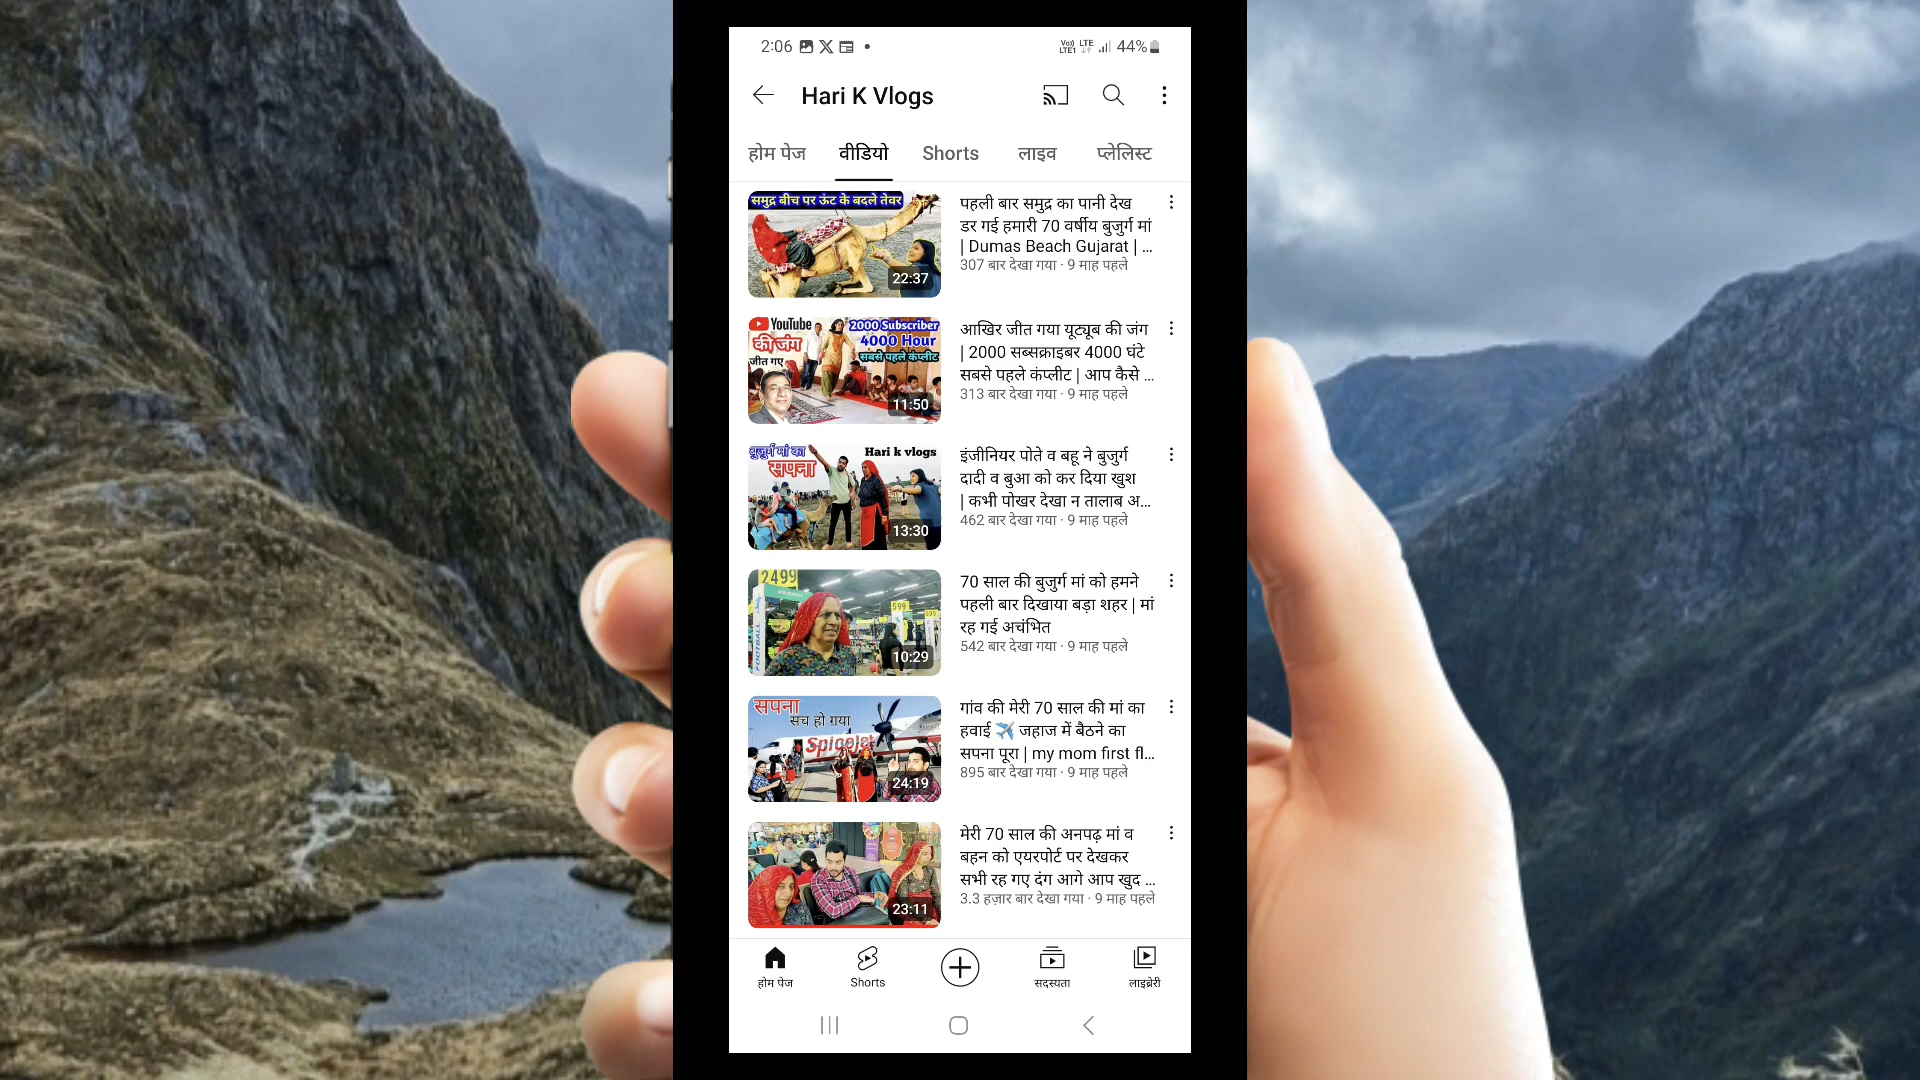 2:06
LTE 44%
Hari K Vlogs
होम पेज वीडियो Shorts लाइव प्लेलिस्ट
समुद्र बीच पर ऊंट के बदले तेवर
22:37
पहली बार समुद्र का पानी देख
डर गई हमारी 70 वर्षीय बुजुर्ग मां
| Dumas Beach Gujarat | ...
307 बार देखा गया · 9 माह पहले
YouTube
की जंग
जीत गए
2000 Subscriber
4000 Hour
सबसे पहले कंप्लीट
11:50
आखिर जीत गया यूट्यूब की जंग
| 2000 सब्सक्राइबर 4000 घंटे
सबसे पहले कंप्लीट | आप कैसे ...
313 बार देखा गया · 9 माह पहले
बुजुर्ग मां का
सपना
Hari k vlogs
13:30
इंजीनियर पोते व बहू ने बुजुर्ग
दादी व बुआ को कर दिया खुश
| कभी पोखर देखा न तालाब अ...
462 बार देखा गया · 9 माह पहले
2499
599
599
FOOTBALL
10:29
70 साल की बुजुर्ग मां को हमने
पहली बार दिखाया बड़ा शहर | मां
रह गई अचंभित
542 बार देखा गया · 9 माह पहले
सपना
सच हो गया
SpiceJet
24:19
गांव की मेरी 70 साल की मां का
हवाई ✈️ जहाज में बैठने का
सपना पूरा | my mom first fl...
895 बार देखा गया · 9 माह पहले
23:11
मेरी 70 साल की अनपढ़ मां व
बहन को एयरपोर्ट पर देखकर
सभी रह गए दंग आगे आप खुद ...
3.3 हज़ार बार देखा गया · 9 माह पहले
होम पेज Shorts सदस्यता लाइब्रेरी